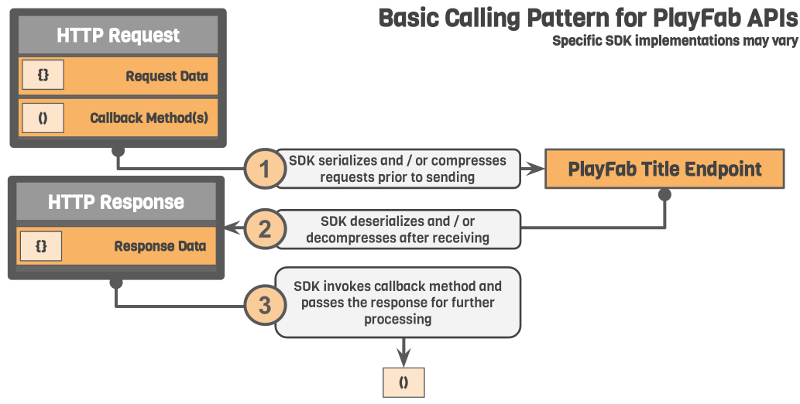 Basic Calling Pattern for PlayFab APIs
Specific SDK implementations may vary
HTTP Request
{} Request Data
() Callback Method(s)
1
SDK serializes and / or compresses
requests prior to sending
PlayFab Title Endpoint
HTTP Response
{} Response Data
2
SDK deserializes and / or
decompresses after receiving
3
SDK invokes callback method and
passes the response for further
processing
()